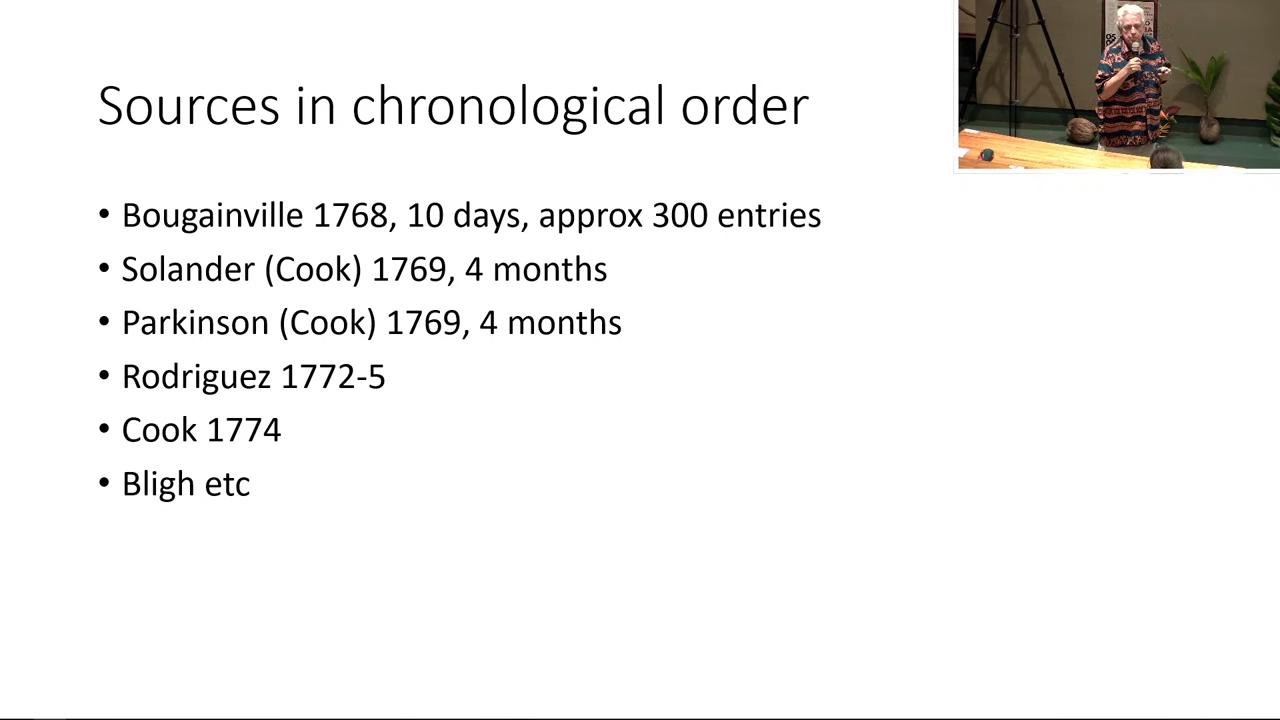 Sources in chronological order
• Bougainville 1768, 10 days, approx 300 entries
• Solander (Cook) 1769, 4 months
• Parkinson (Cook) 1769, 4 months
• Rodriguez 1772-5
• Cook 1774
• Bligh etc